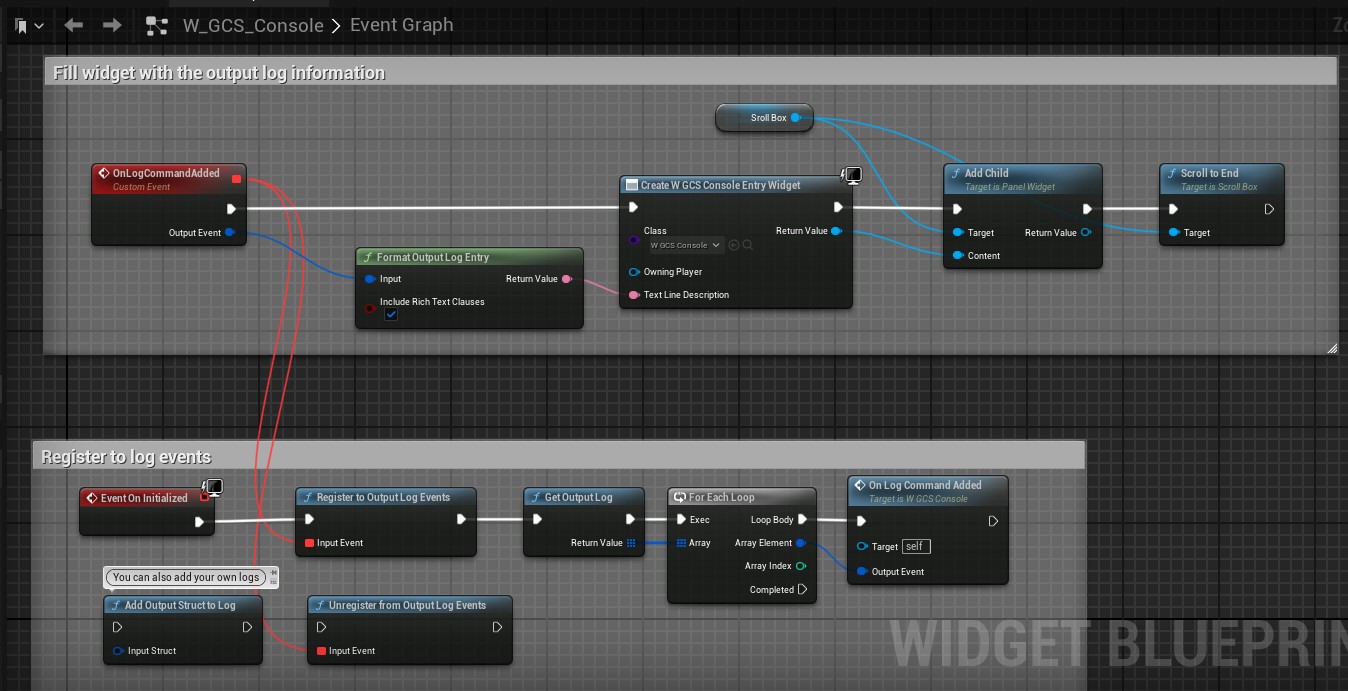 W_GCS_Console > Event Graph
Zo
Fill widget with the output log information
Sroll Box
OnLogCommandAdded
Custom Event
Output Event
Format Output Log Entry
Input
Return Value
Include Rich Text Clauses
Create W GCS Console Entry Widget
Class
W GCS Console
Return Value
Owning Player
Text Line Description
Add Child
Target is Panel Widget
Target
Return Value
Content
Scroll to End
Target is Scroll Box
Target
Register to log events
Event On Initialized
Register to Output Log Events
Input Event
Get Output Log
Return Value
For Each Loop
Exec
Loop Body
Array
Array Element
Array Index
Completed
On Log Command Added
Target is W GCS Console
Target
self
Output Event
You can also add your own logs
Add Output Struct to Log
Input Struct
Unregister from Output Log Events
Input Event
WIDGET BLUEPRIN